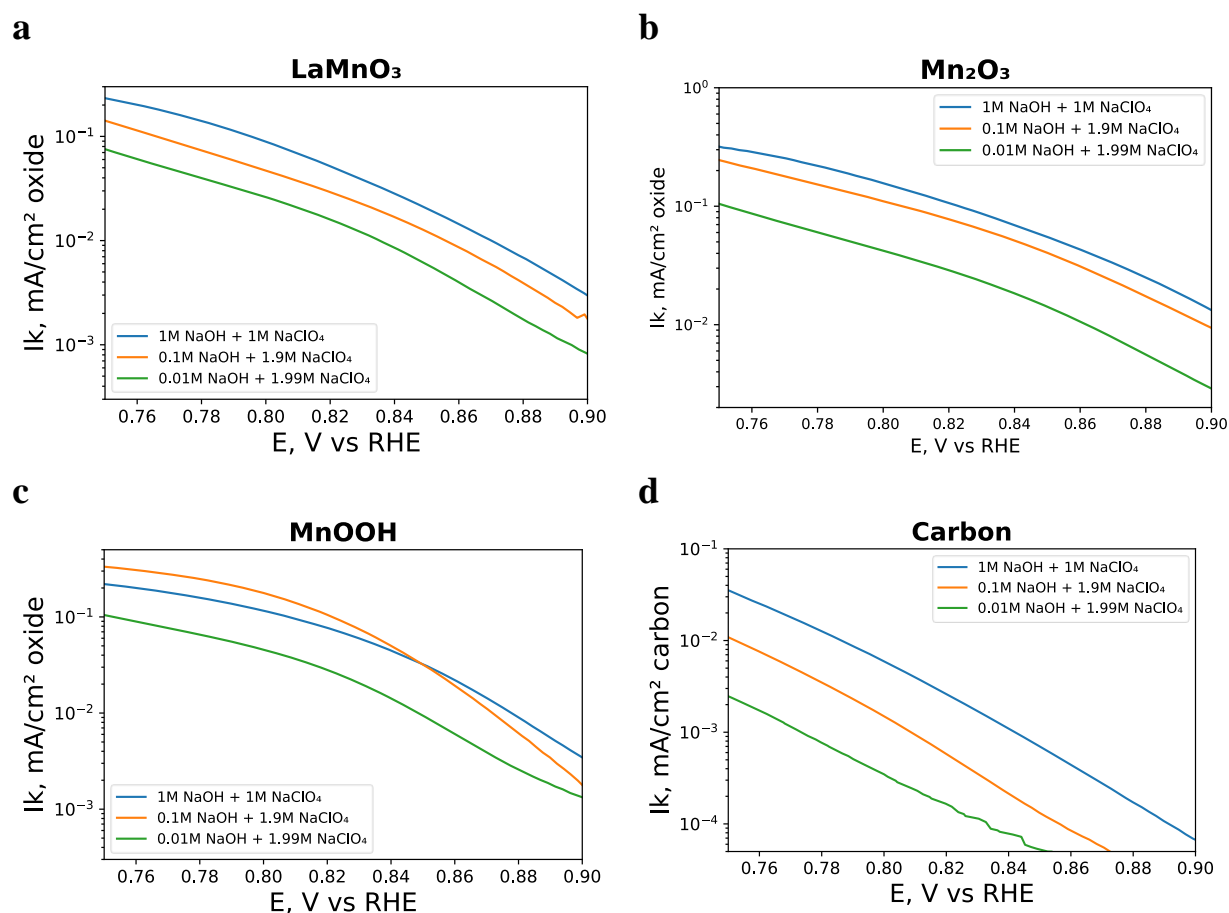 a
LaMnO₃
Ik, mA/cm² oxide
10⁻¹
10⁻²
10⁻³
1M NaOH + 1M NaClO₄
0.1M NaOH + 1.9M NaClO₄
0.01M NaOH + 1.99M NaClO₄
0.76 0.78 0.80 0.82 0.84 0.86 0.88 0.90
E, V vs RHE
b
Mn₂O₃
Ik, mA/cm² oxide
10⁰
10⁻¹
10⁻²
1M NaOH + 1M NaClO₄
0.1M NaOH + 1.9M NaClO₄
0.01M NaOH + 1.99M NaClO₄
0.76 0.78 0.80 0.82 0.84 0.86 0.88 0.90
E, V vs RHE
c
MnOOH
Ik, mA/cm² oxide
10⁻¹
10⁻²
10⁻³
1M NaOH + 1M NaClO₄
0.1M NaOH + 1.9M NaClO₄
0.01M NaOH + 1.99M NaClO₄
0.76 0.78 0.80 0.82 0.84 0.86 0.88 0.90
E, V vs RHE
d
Carbon
Ik, mA/cm² carbon
10⁻¹
10⁻²
10⁻³
10⁻⁴
1M NaOH + 1M NaClO₄
0.1M NaOH + 1.9M NaClO₄
0.01M NaOH + 1.99M NaClO₄
0.76 0.78 0.80 0.82 0.84 0.86 0.88 0.90
E, V vs RHE